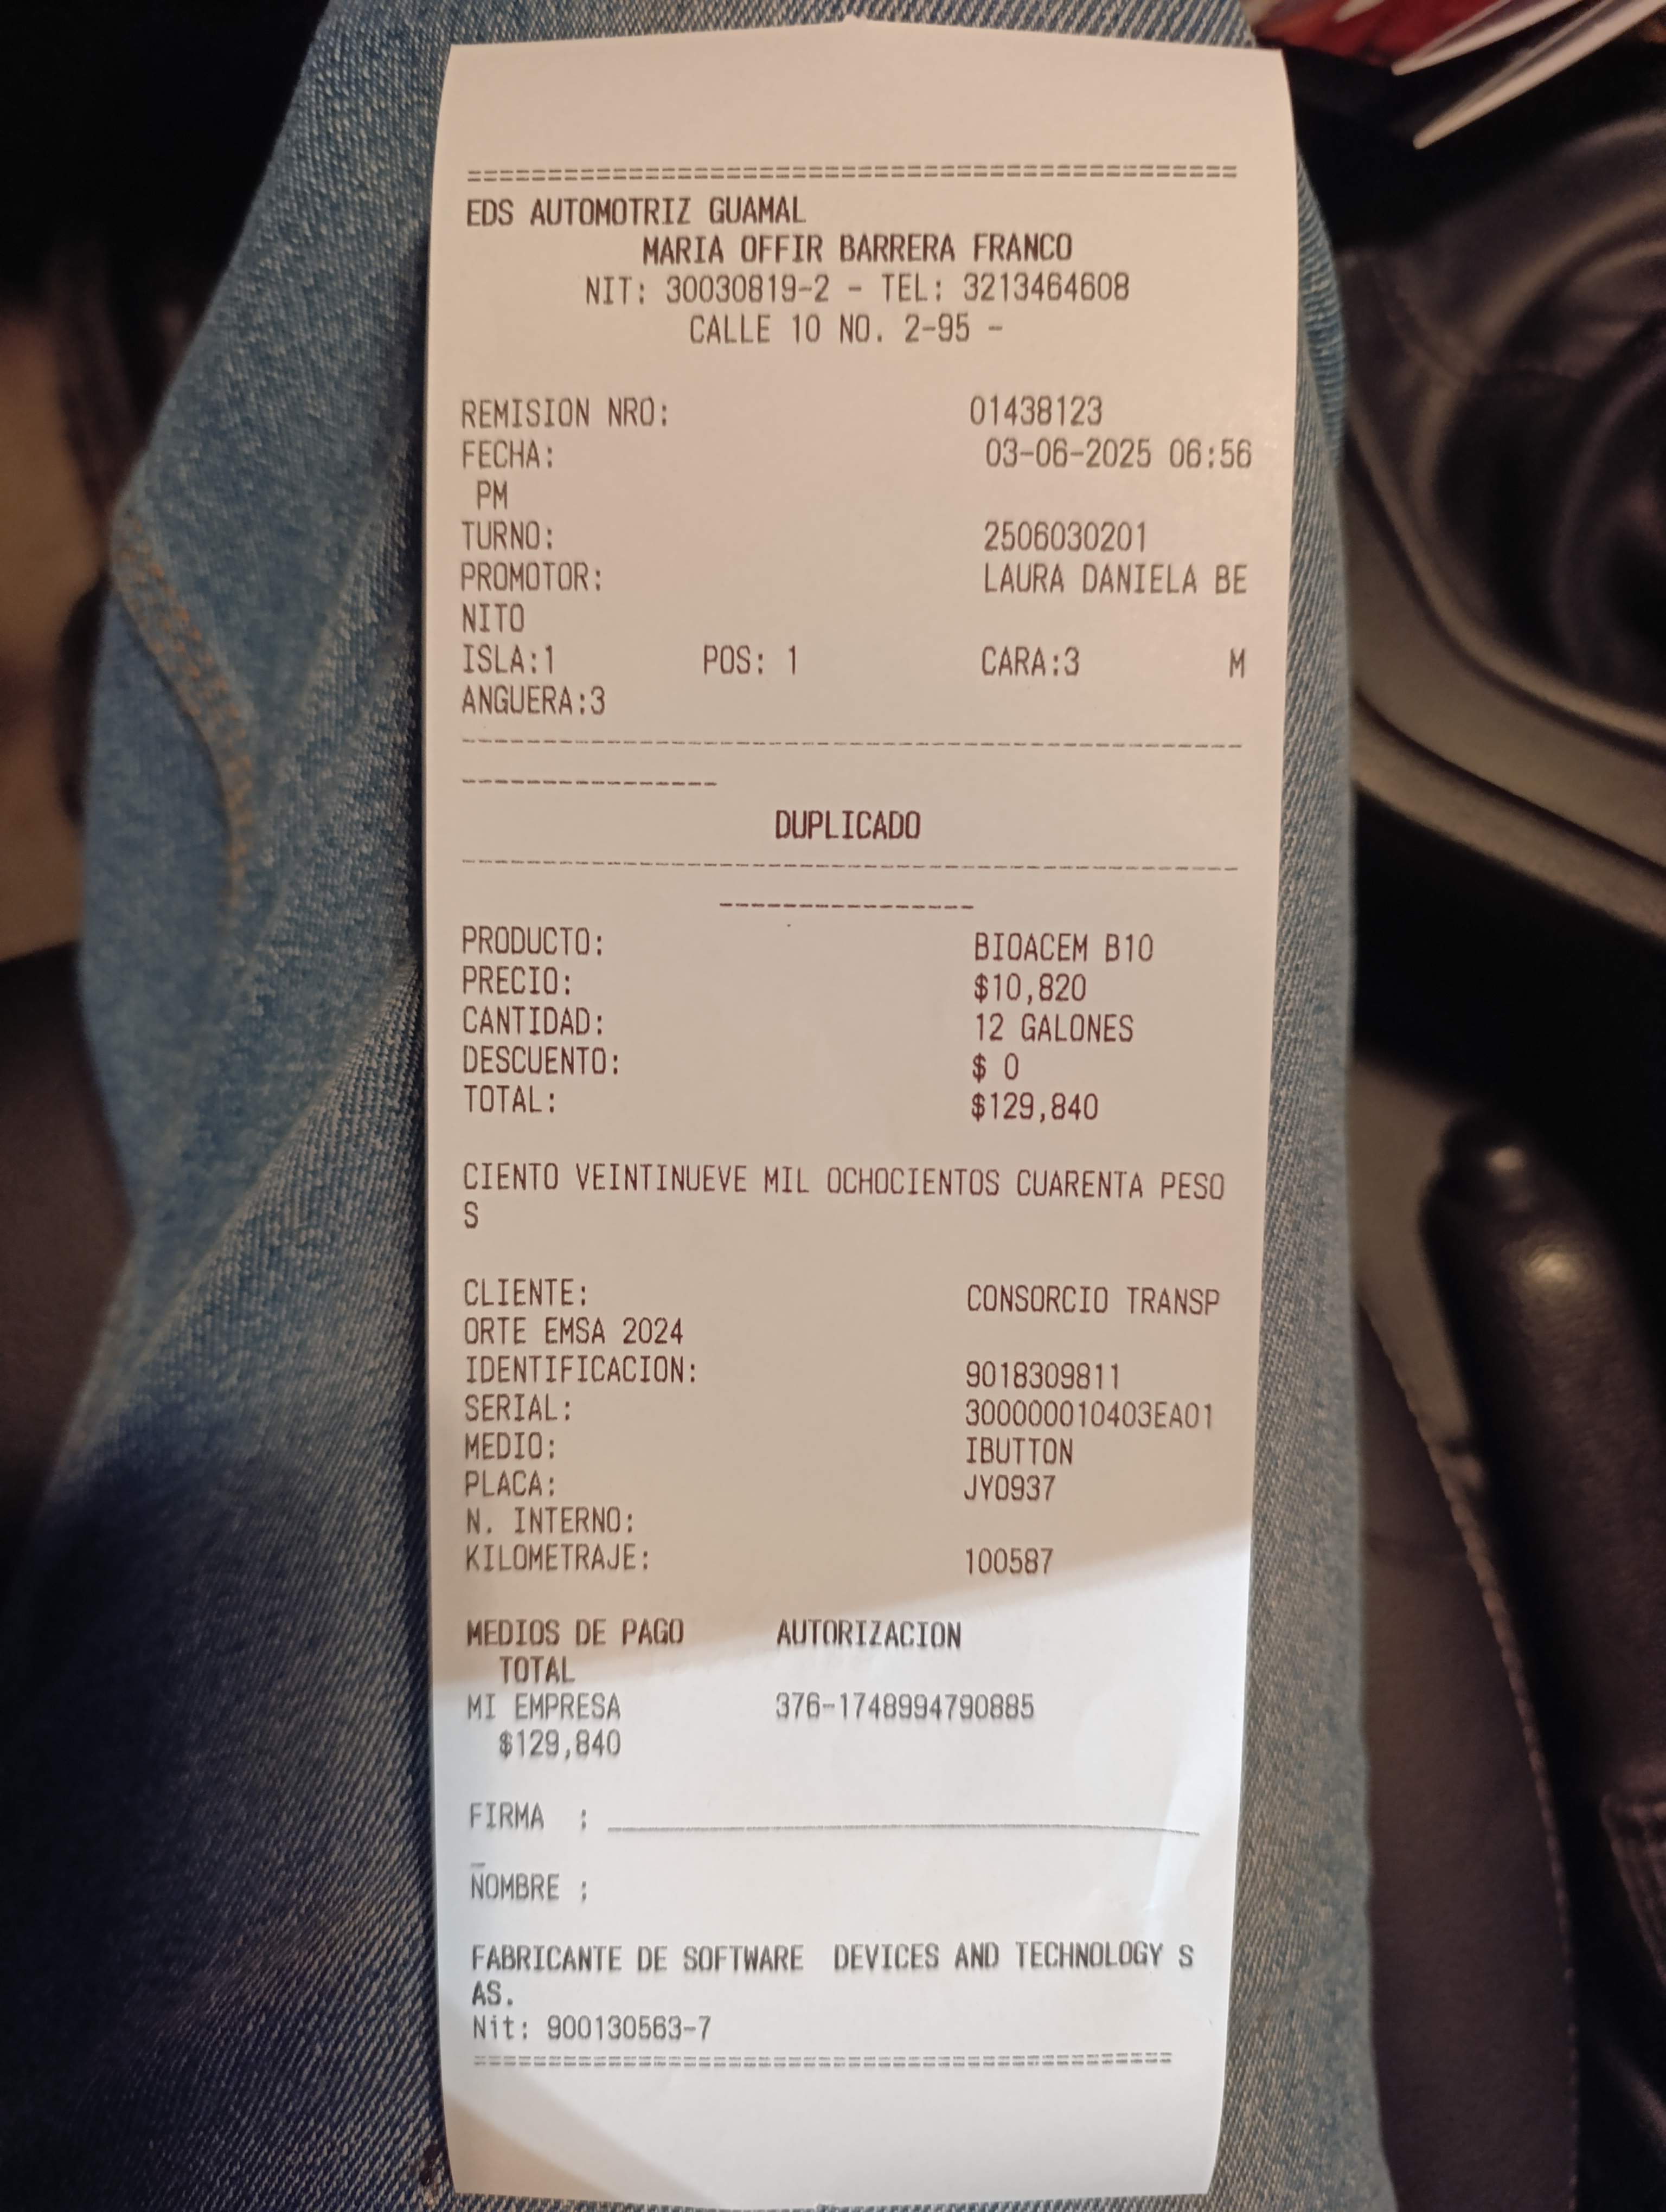 ================================================
EDS AUTOMOTRIZ GUAMAL
MARIA OFFIR BARRERA FRANCO
NIT: 30030819-2 - TEL: 3213464608
CALLE 10 NO. 2-95 -
REMISION NRO: 01438123
FECHA: 03-06-2025 06:56
PM
TURNO: 2506030201
PROMOTOR: LAURA DANIELA BE
NITO
ISLA:1 POS: 1 CARA:3 M
ANGUERA:3
------------------------------------------------
----------------
DUPLICADO
------------------------------------------------
----------------
PRODUCTO: BIOACEM B10
PRECIO: $10,820
CANTIDAD: 12 GALONES
DESCUENTO: $ 0
TOTAL: $129,840
CIENTO VEINTINUEVE MIL OCHOCIENTOS CUARENTA PESO
S
CLIENTE: CONSORCIO TRANSP
ORTE EMSA 2024
IDENTIFICACION: 9018309811
SERIAL: 300000010403EA01
MEDIO: IBUTTON
PLACA: JYO937
N. INTERNO:
KILOMETRAJE: 100587
MEDIOS DE PAGO AUTORIZACION
TOTAL
MI EMPRESA 376-1748994790885
$129,840
FIRMA : ______________________________________
_
NOMBRE :
FABRICANTE DE SOFTWARE DEVICES AND TECHNOLOGY S
AS.
Nit: 900130563-7
================================================